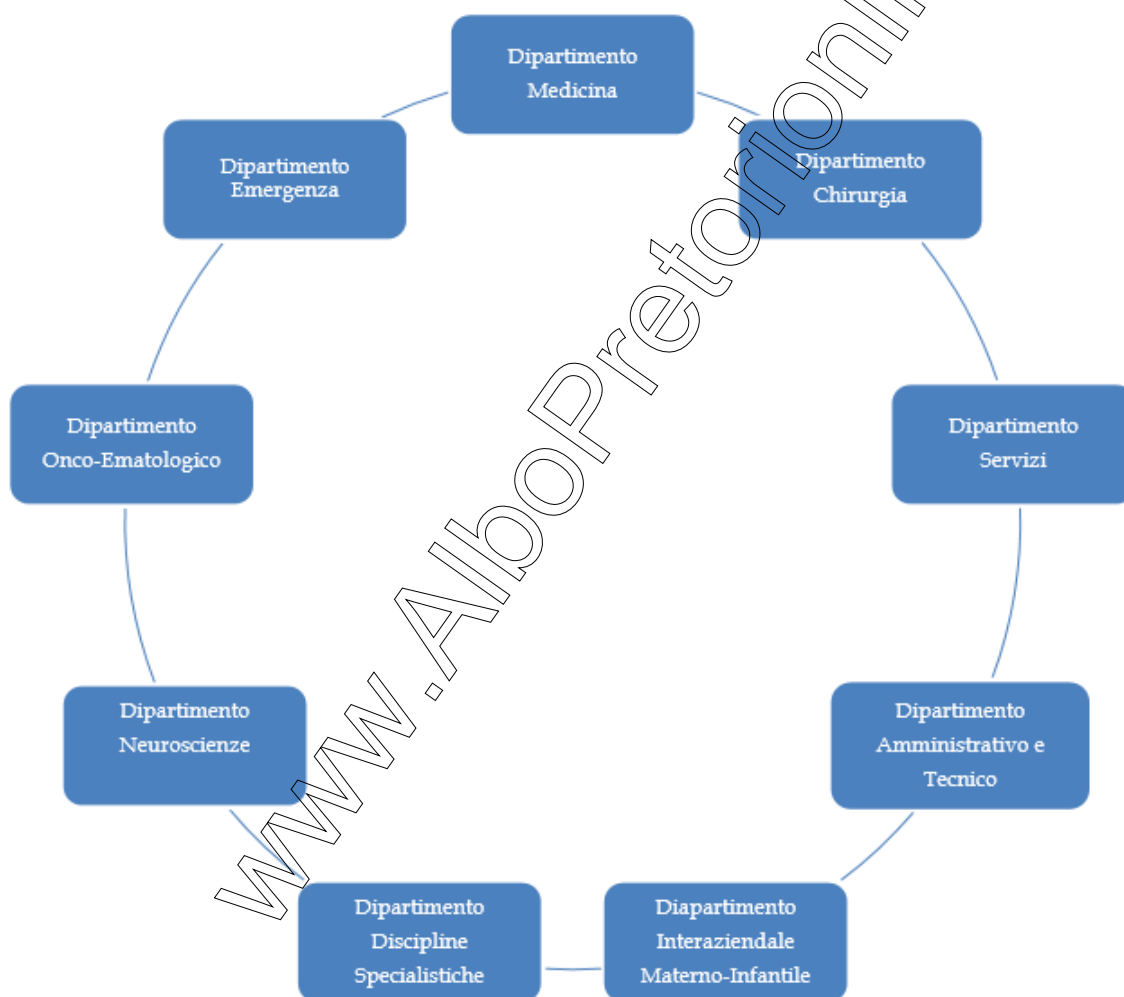 Dipartimento
Medicina
Dipartimento
Chirurgia
Dipartimento
Servizi
Dipartimento
Amministrativo e
Tecnico
Diapartimento
Interaziendale
Materno-Infantile
Dipartimento
Discipline
Specialistiche
Dipartimento
Neuroscienze
Dipartimento
Onco-Ematologico
Dipartimento
Emergenza
www.AlboPretorionli